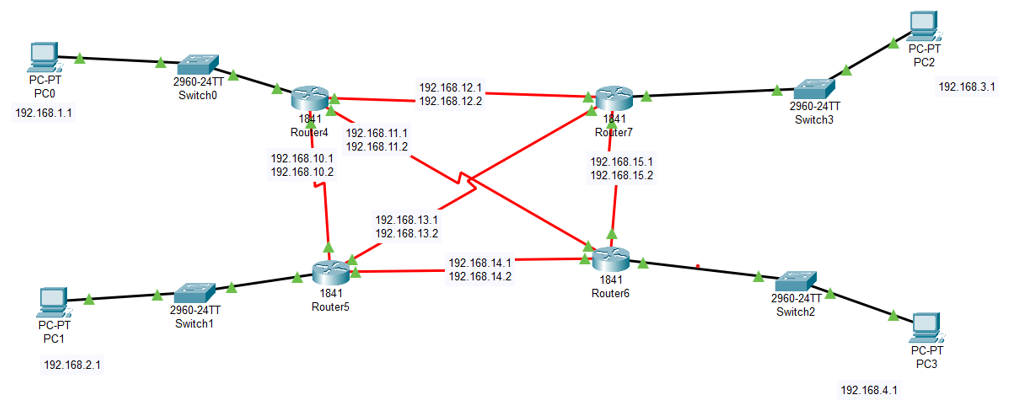 PC-PT
PC0
192.168.1.1
2960-24TT
Switch0
1841
Router4
192.168.12.1
192.168.12.2
1841
Router7
2960-24TT
Switch3
PC-PT
PC2
192.168.3.1
192.168.11.1
192.168.11.2
192.168.10.1
192.168.10.2
192.168.15.1
192.168.15.2
192.168.13.1
192.168.13.2
192.168.14.1
192.168.14.2
PC-PT
PC1
192.168.2.1
2960-24TT
Switch1
1841
Router5
1841
Router6
2960-24TT
Switch2
PC-PT
PC3
192.168.4.1